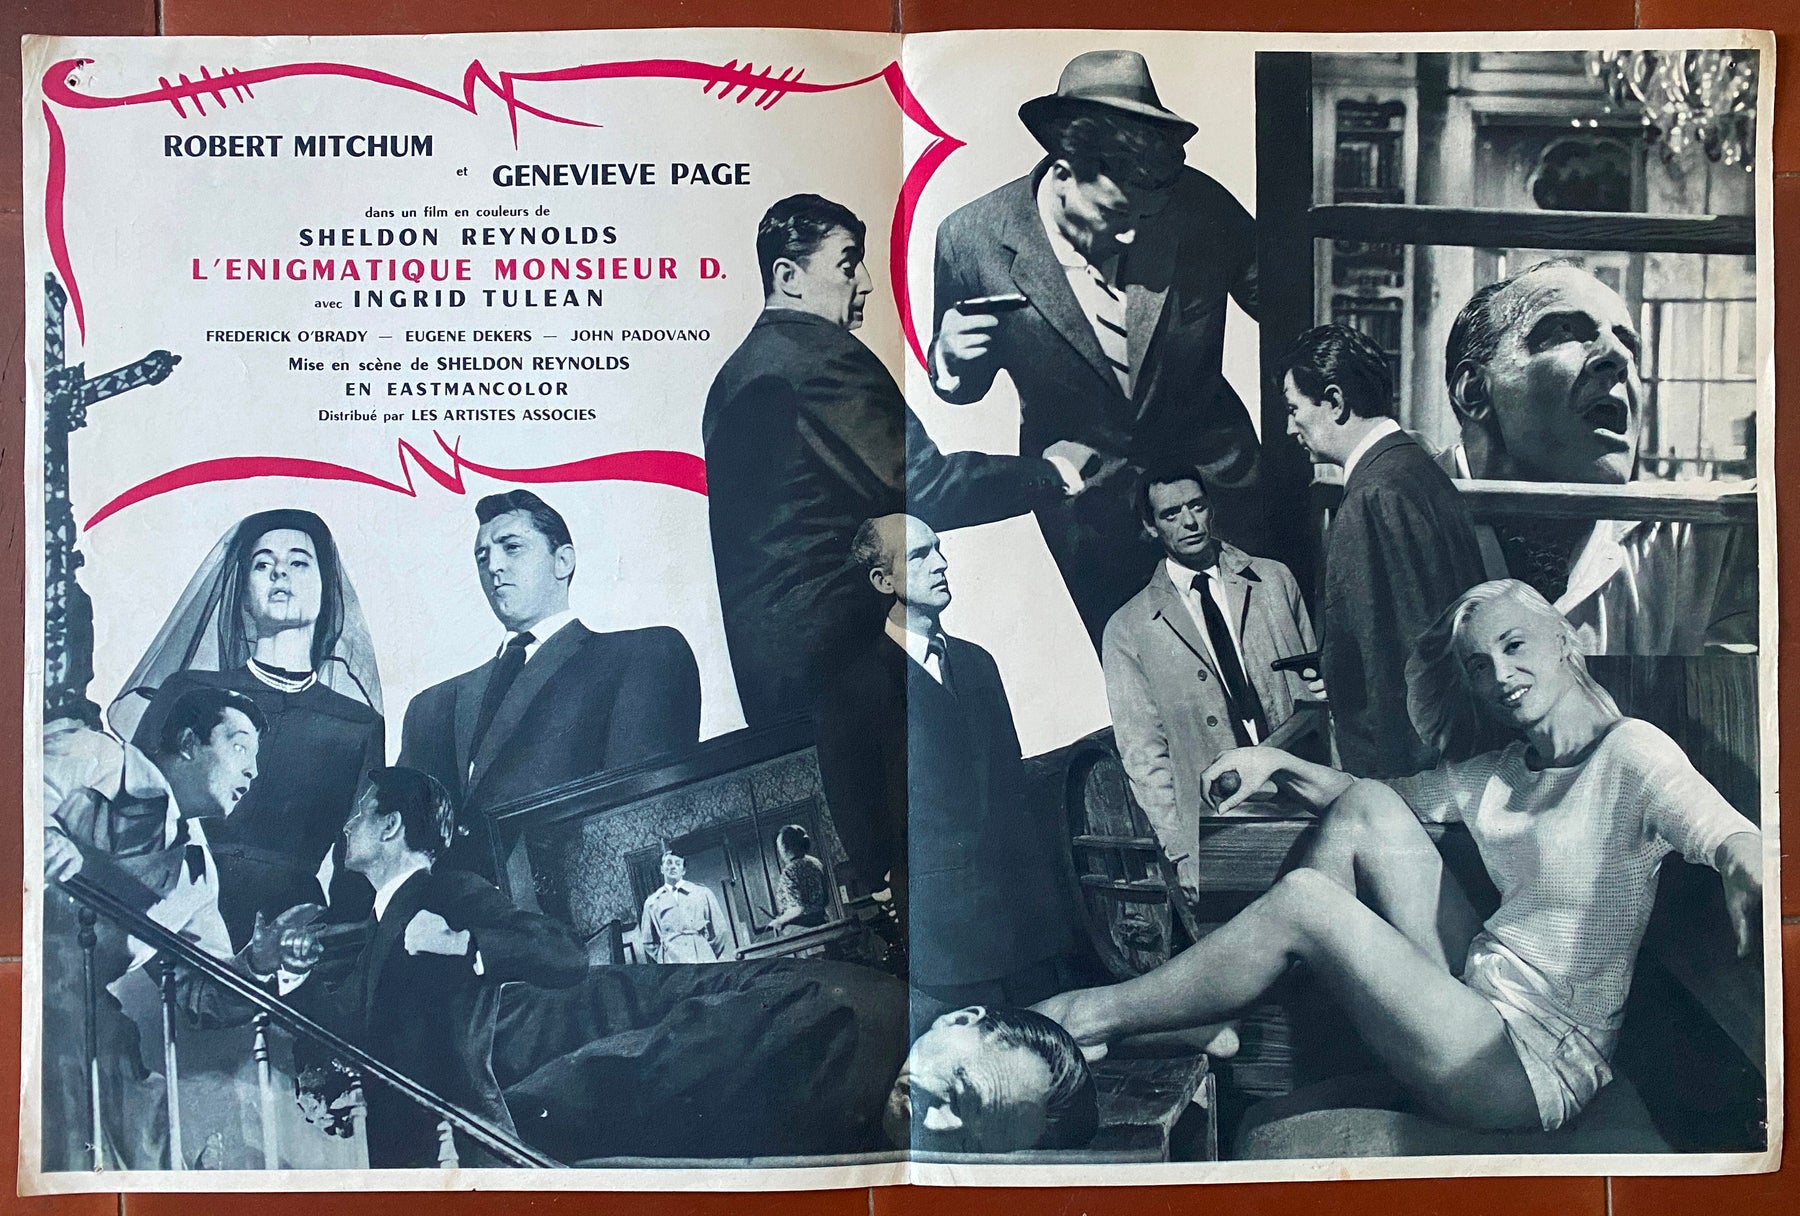 ROBERT MITCHUM
et GENEVIEVE PAGE
dans un film en couleurs de
SHELDON REYNOLDS
L'ENIGMATIQUE MONSIEUR D.
avec INGRID TULEAN
FREDERICK O'BRADY — EUGENE DEKERS — JOHN PADOVANO
Mise en scène de SHELDON REYNOLDS
EN EASTMANCOLOR
Distribué par LES ARTISTES ASSOCIES